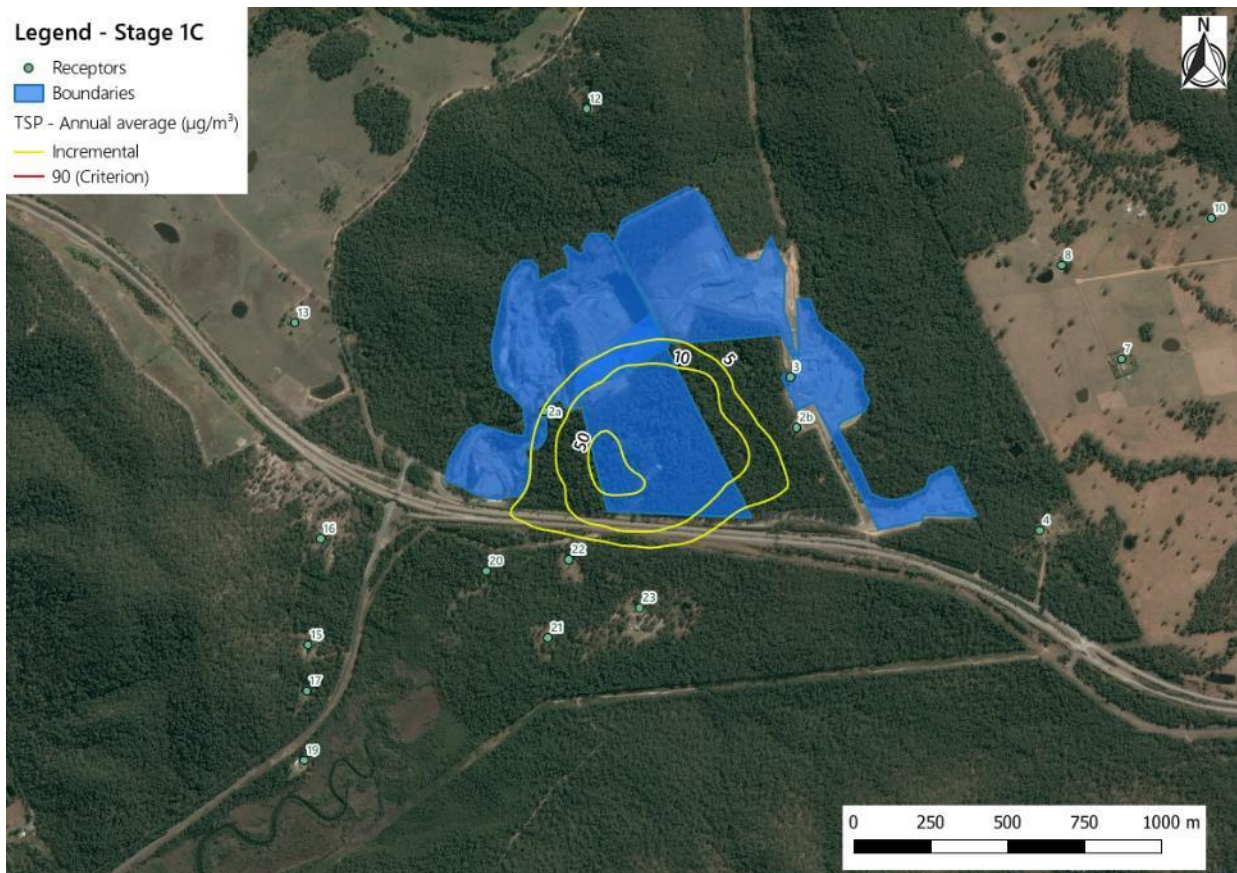 Legend - Stage 1C
Receptors
Boundaries
TSP - Annual average (µg/m³)
Incremental
90 (Criterion)
N
12
10
8
13
7
10
5
3
2a
2b
50
4
16
22
20
23
21
15
17
19
0 250 500 750 1000 m